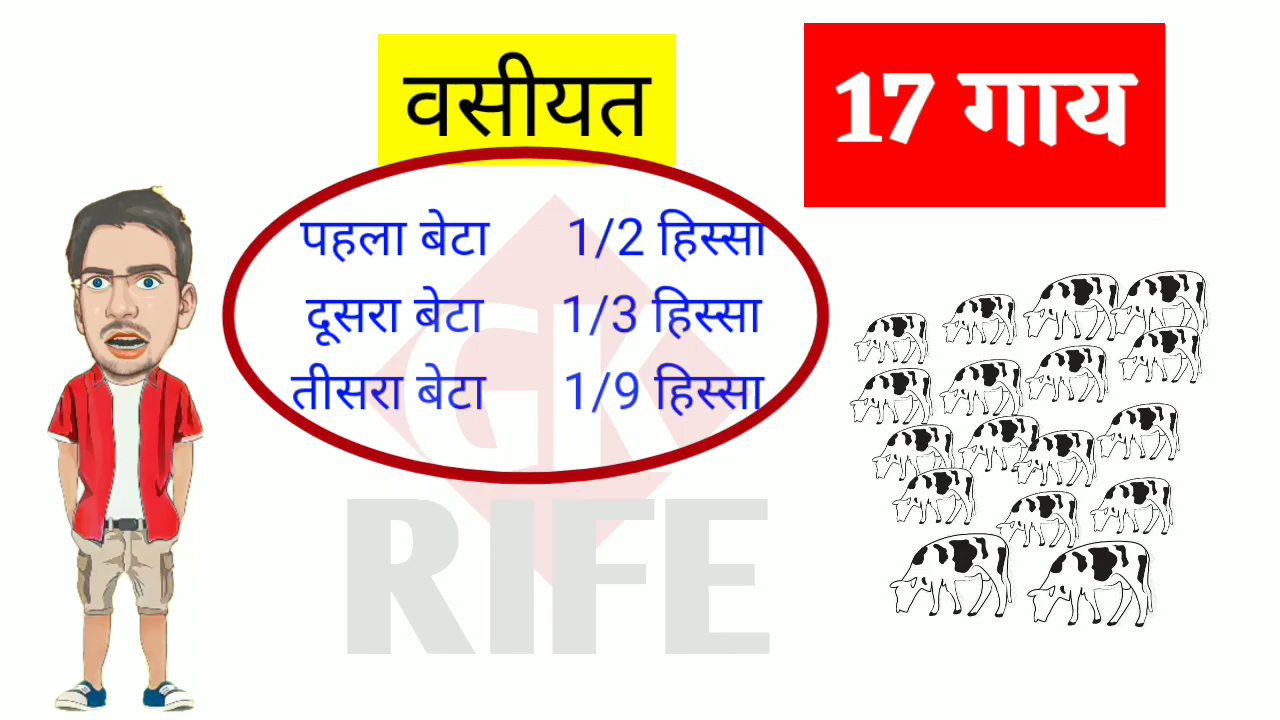 वसीयत
17 गाय
पहला बेटा 1/2 हिस्सा
दूसरा बेटा 1/3 हिस्सा
तीसरा बेटा 1/9 हिस्सा
GK
RIFE